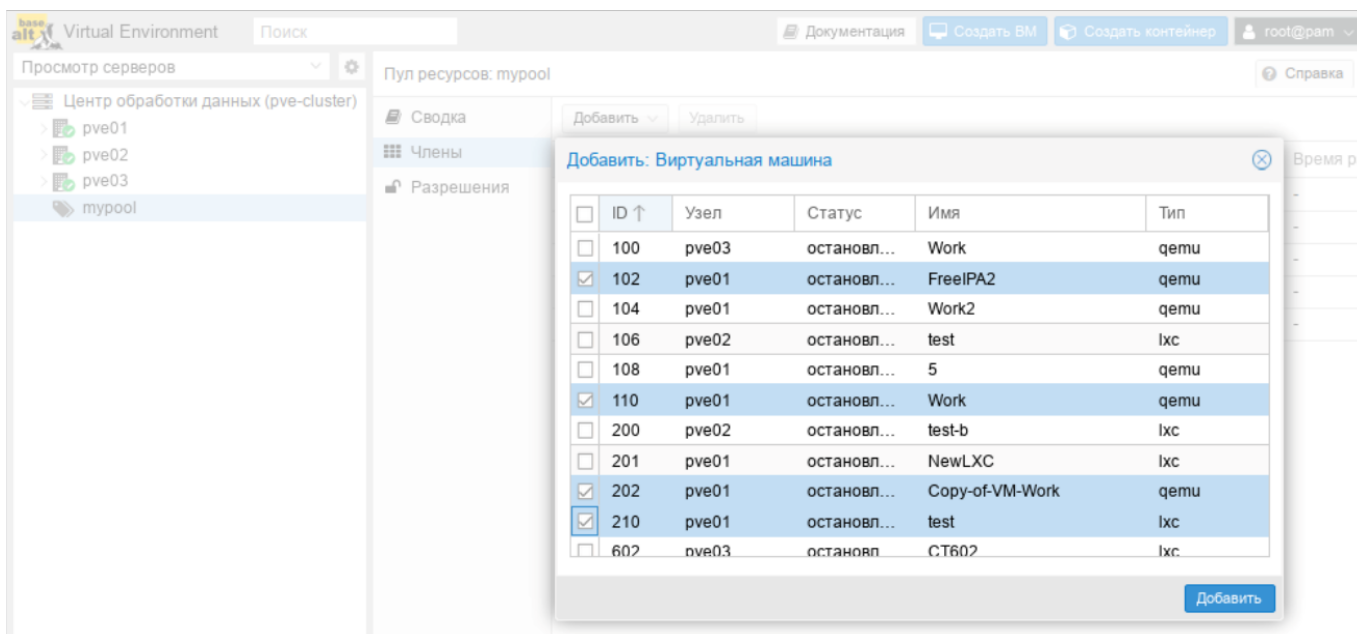 base
alt Virtual Environment Поиск Документация Создать ВМ Создать контейнер root@pam
Просмотр серверов Пул ресурсов: mypool Справка
Центр обработки данных (pve-cluster) Сводка Добавить Удалить
pve01
pve02 Члены Добавить: Виртуальная машина Время р
pve03 Разрешения
mypool ID Узел Статус Имя Тип
100 pve03 остановл... Work qemu
102 pve01 остановл... FreeIPA2 qemu
104 pve01 остановл... Work2 qemu
106 pve02 остановл... test lxc
108 pve01 остановл... 5 qemu
110 pve01 остановл... Work qemu
200 pve02 остановл... test-b lxc
201 pve01 остановл... NewLXC lxc
202 pve01 остановл... Copy-of-VM-Work qemu
210 pve01 остановл... test lxc
602 pve03 остановл CT602 lxc
Добавить